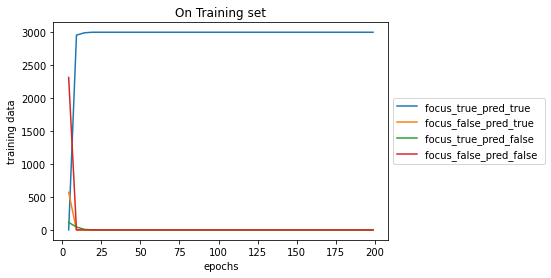 On Training set
training data
3000
2500
2000
1500
1000
500
0
0 25 50 75 100 125 150 175 200
epochs
focus_true_pred_true
focus_false_pred_true
focus_true_pred_false
focus_false_pred_false